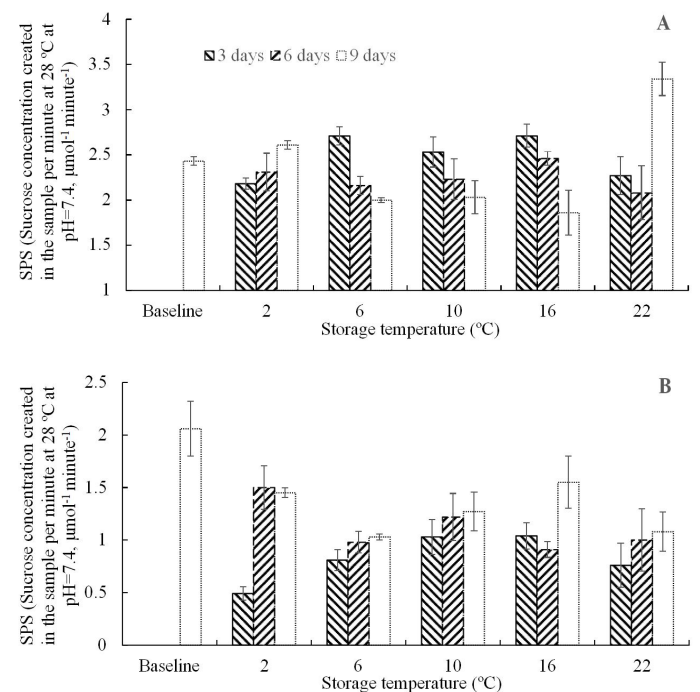 A
SPS (Sucrose concentration created
in the sample per minute at 28 ºC at
pH=7.4, µmol-1 minute-1)
4
3.5
3
2.5
2
1.5
1
3 days 6 days 9 days
Baseline 2 6 10 16 22
Storage temperature (ºC)
B
SPS (Sucrose concentration created
in the sample per minute at 28 ºC at
pH=7.4, µmol-1 minute-1)
2.5
2
1.5
1
0.5
0
Baseline 2 6 10 16 22
Storage temperature (ºC)